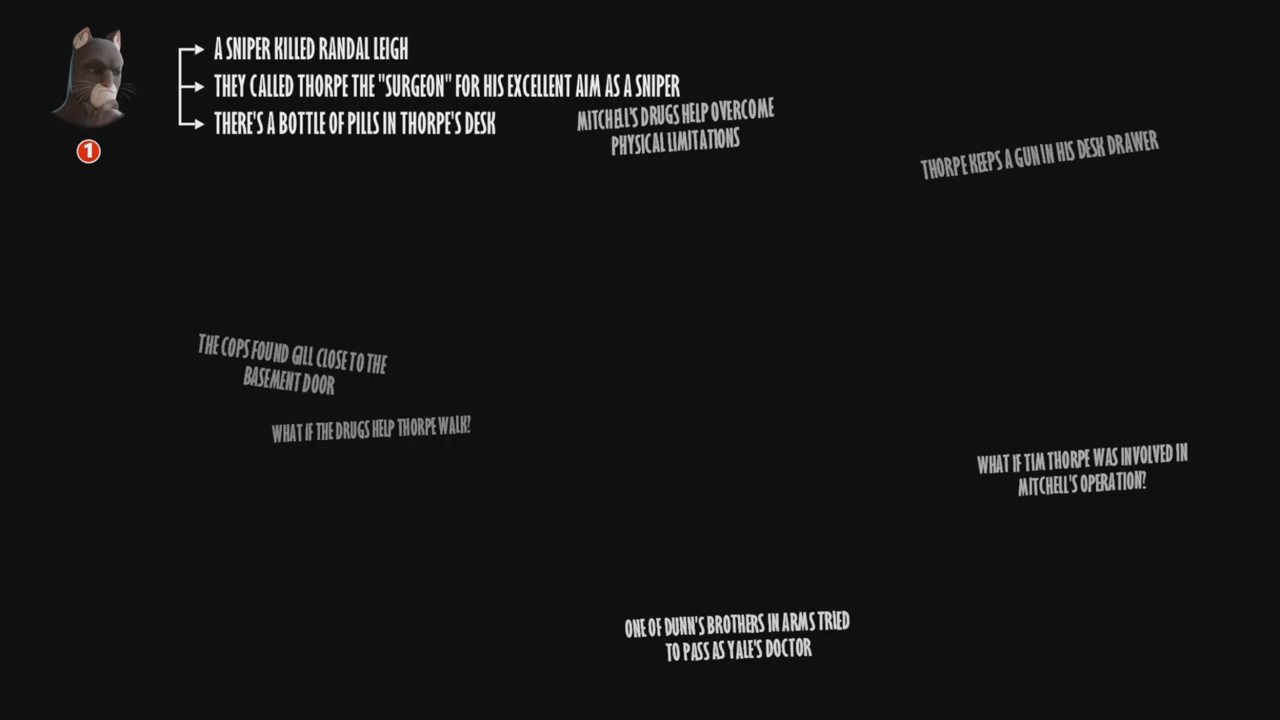 A SNIPER KILLED RANDAL LEIGH
THEY CALLED THORPE THE "SURGEON" FOR HIS EXCELLENT AIM AS A SNIPER
THERE'S A BOTTLE OF PILLS IN THORPE'S DESK
1
MITCHELL'S DRUGS HELP OVERCOME
PHYSICAL LIMITATIONS
THORPE KEEPS A GUN IN HIS DESK DRAWER
THE COPS FOUND GILL CLOSE TO THE
BASEMENT DOOR
WHAT IF THE DRUGS HELP THORPE WALK?
WHAT IF TIM THORPE WAS INVOLVED IN
MITCHELL'S OPERATION?
ONE OF DUNN'S BROTHERS IN ARMS TRIED
TO PASS AS YALE'S DOCTOR